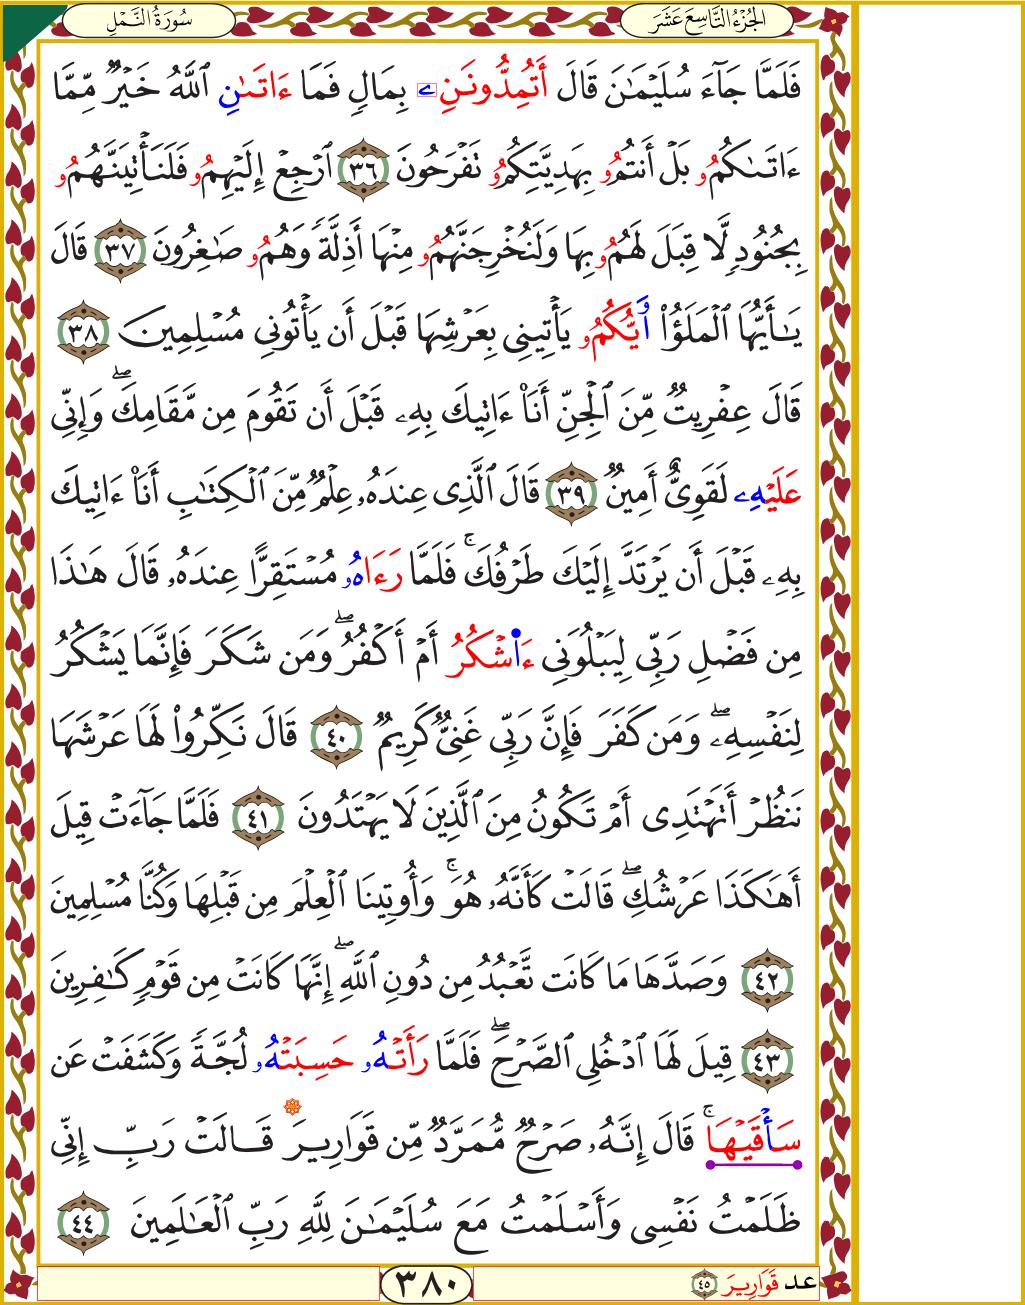 الجُزْءُ التَّاسِعَ عَشَرَ
سُورَةُ النَّمْلِ
فَلَمَّا جَآءَ سُلَيْمَٰنَ قَالَ أَتُمِدُّونَنِۦ بِمَالٍ فَمَا ءَاتَىٰنِ ٱللَّهُ خَيْرٌ مِّمَّا
ءَاتَىٰكُمُۥ بَلْ أَنتُمُۥ بِهَدِيَّتِكُمُۥ تَفْرَحُونَ ٣٦ ٱرْجِعْ إِلَيْهِمُۥ فَلَنَأْتِيَنَّهُمُۥ
بِجُنُودٍ لَّا قِبَلَ لَهُمُۥ بِهَا وَلَنُخْرِجَنَّهُمُۥ مِنْهَا أَذِلَّةً وَهُمُۥ صَٰغِرُونَ ٣٧ قَالَ
يَٰٓأَيُّهَا ٱلْمَلَؤُا۟ اَيُّكُمُۥ يَأْتِينِى بِعَرْشِهَا قَبْلَ أَن يَأْتُونِى مُسْلِمِينَ ٣٨
قَالَ عِفْرِيتٌ مِّنَ ٱلْجِنِّ أَنَا۠ ءَاتِيكَ بِهِۦ قَبْلَ أَن تَقُومَ مِن مَّقَامِكَ ۖ وَإِنِّى
عَلَيْهِۦ لَقَوِىٌّ أَمِينٌ ٣٩ قَالَ ٱلَّذِى عِندَهُۥ عِلْمٌ مِّنَ ٱلْكِتَٰبِ أَنَا۠ ءَاتِيكَ
بِهِۦ قَبْلَ أَن يَرْتَدَّ إِلَيْكَ طَرْفُكَ ۚ فَلَمَّا رَءَاهُۥ مُسْتَقِرًّا عِندَهُۥ قَالَ هَٰذَا
مِن فَضْلِ رَبِّى لِيَبْلُوَنِى ءَا۬شْكُرُ أَمْ أَكْفُرُ ۖ وَمَن شَكَرَ فَإِنَّمَا يَشْكُرُ
لِنَفْسِهِۦ ۖ وَمَن كَفَرَ فَإِنَّ رَبِّى غَنِىٌّ كَرِيمٌ ٤٠ قَالَ نَكِّرُوا۟ لَهَا عَرْشَهَا
نَنظُرْ أَتَهْتَدِى أَمْ تَكُونُ مِنَ ٱلَّذِينَ لَا يَهْتَدُونَ ٤١ فَلَمَّا جَآءَتْ قِيلَ
أَهَٰكَذَا عَرْشُكِ ۖ قَالَتْ كَأَنَّهُۥ هُوَ ۚ وَأُوتِينَا ٱلْعِلْمَ مِن قَبْلِهَا وَكُنَّا مُسْلِمِينَ
٤٢ وَصَدَّهَا مَا كَانَت تَّعْبُدُ مِن دُونِ ٱللَّهِ ۖ إِنَّهَا كَانَتْ مِن قَوْمٍ كَٰفِرِينَ
٤٣ قِيلَ لَهَا ٱدْخُلِى ٱلصَّرْحَ ۖ فَلَمَّا رَأَتْهُۥ حَسِبَتْهُۥ لُجَّةً وَكَشَفَتْ عَن
سَأْقَيْهَا ۚ قَالَ إِنَّهُۥ صَرْحٌ مُّمَرَّدٌ مِّن قَوَارِيرَ قَالَتْ رَبِّ إِنِّى
ظَلَمْتُ نَفْسِى وَأَسْلَمْتُ مَعَ سُلَيْمَٰنَ لِلَّهِ رَبِّ ٱلْعَٰلَمِينَ ٤٤
عد قَوَارِيرَ ٤٥
٣٨٠